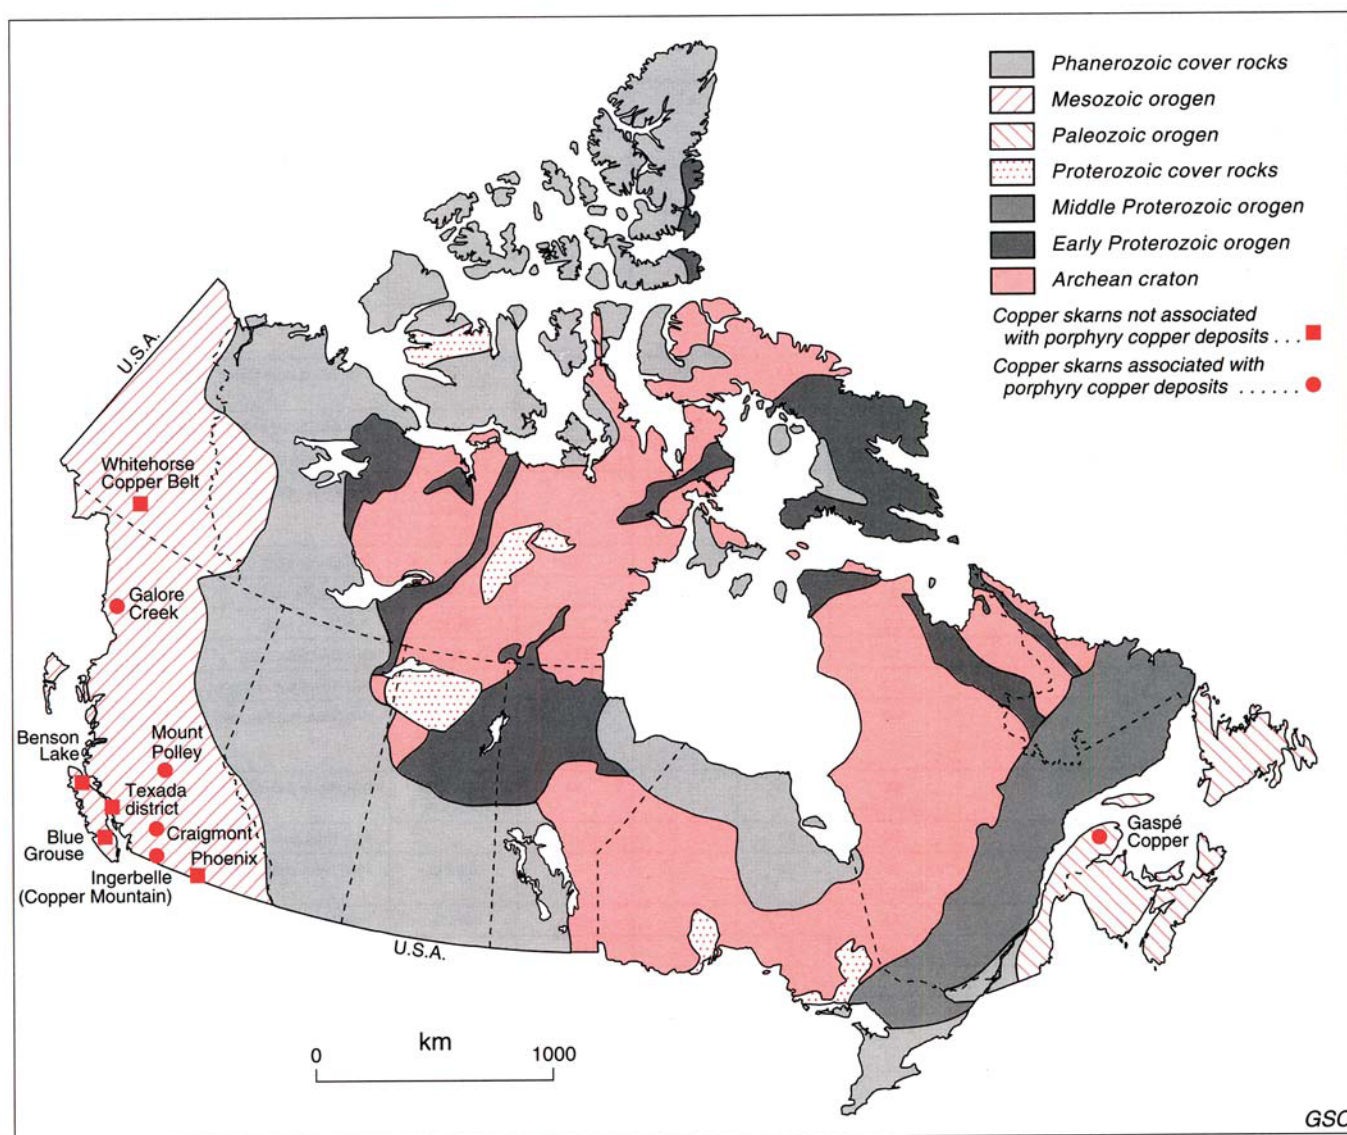 Phanerozoic cover rocks
Mesozoic orogen
Paleozoic orogen
Proterozoic cover rocks
Middle Proterozoic orogen
Early Proterozoic orogen
Archean craton
Copper skarns not associated
with porphyry copper deposits . . .
Copper skarns associated with
porphyry copper deposits . . . . . .
U.S.A.
Whitehorse
Copper Belt
Galore
Creek
Benson
Lake
Mount
Polley
Texada
district
Craigmont
Blue
Grouse
Phoenix
Ingerbelle
(Copper Mountain)
Gaspé
Copper
U.S.A.
km
0 1000
GSC